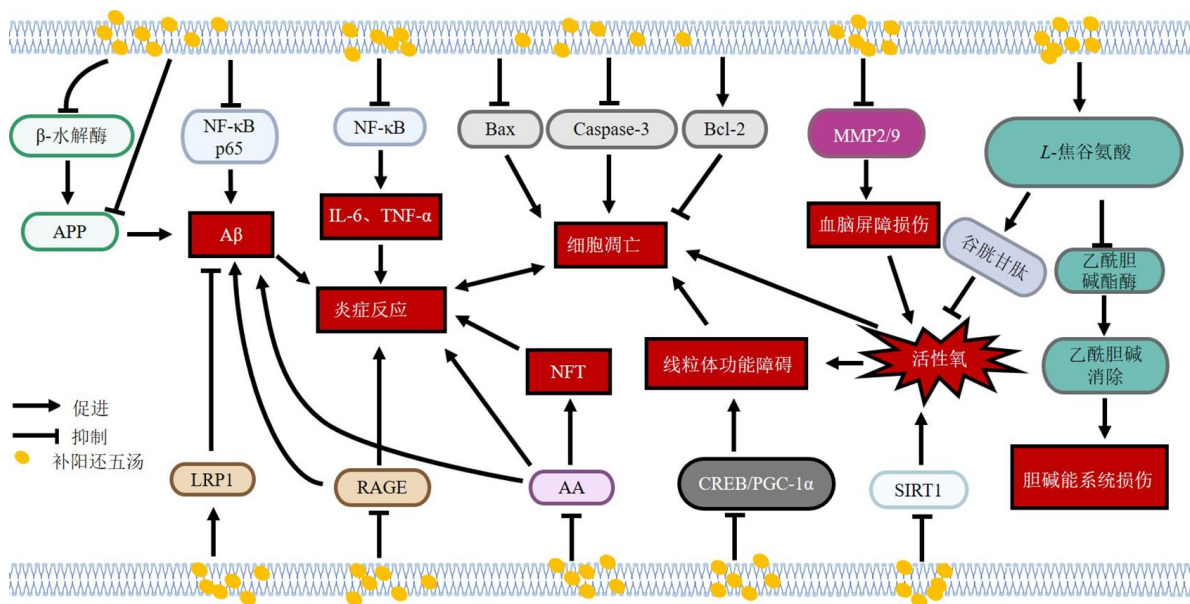 β-水解酶
NF-κB
p65
NF-κB
Bax
Caspase-3
Bcl-2
MMP2/9
L-焦谷氨酸
APP
Aβ
IL-6、TNF-α
细胞凋亡
血脑屏障损伤
谷胱甘肽
乙酰胆
碱酯酶
炎症反应
NFT
线粒体功能障碍
活性氧
乙酰胆碱
消除
促进
抑制
补阳还五汤
LRP1
RAGE
AA
CREB/PGC-1α
SIRT1
胆碱能系统损伤